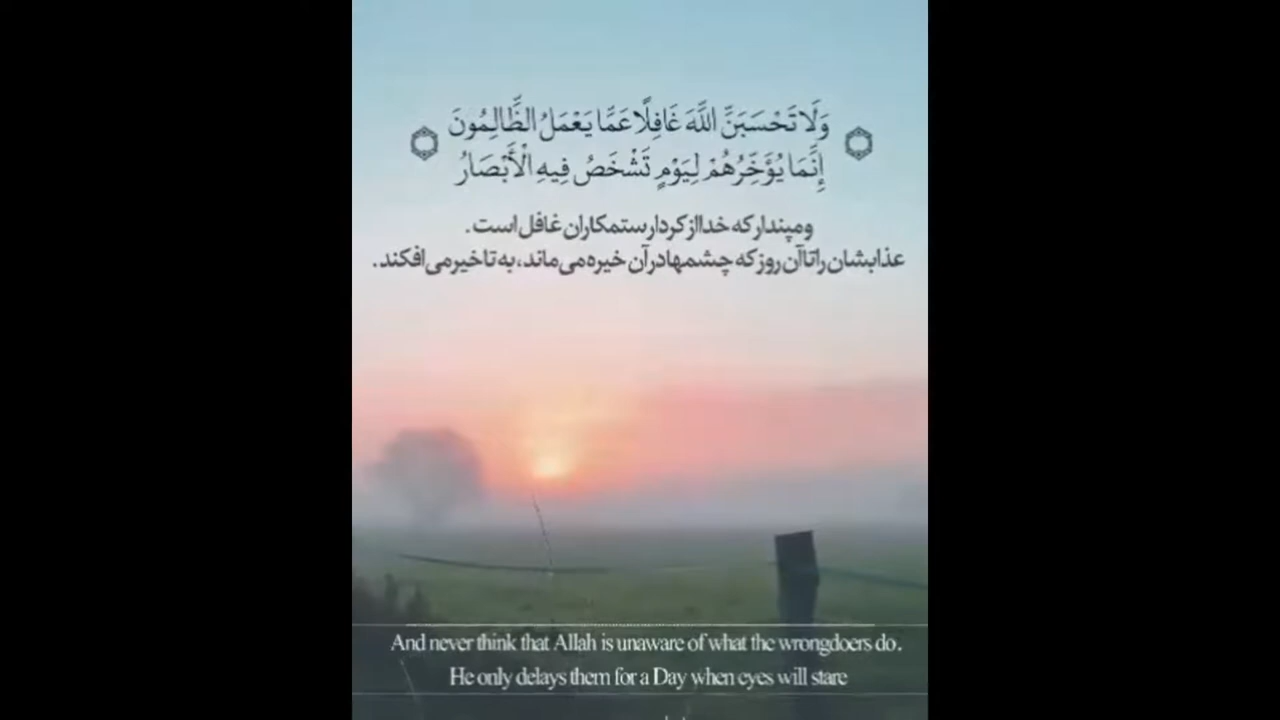 وَلَا تَحْسَبَنَّ اللَّهَ غَافِلًا عَمَّا يَعْمَلُ الظَّالِمُونَ
إِنَّمَا يُؤَخِّرُهُمْ لِيَوْمٍ تَشْخَصُ فِيهِ الْأَبْصَارُ
و مپندار که خدا از کردار ستمکاران غافل است.
عذابشان را تا آن روز که چشمها در آن خیره می‌ماند، به تاخیر می‌افکند.
And never think that Allah is unaware of what the wrongdoers do.
He only delays them for a Day when eyes will stare